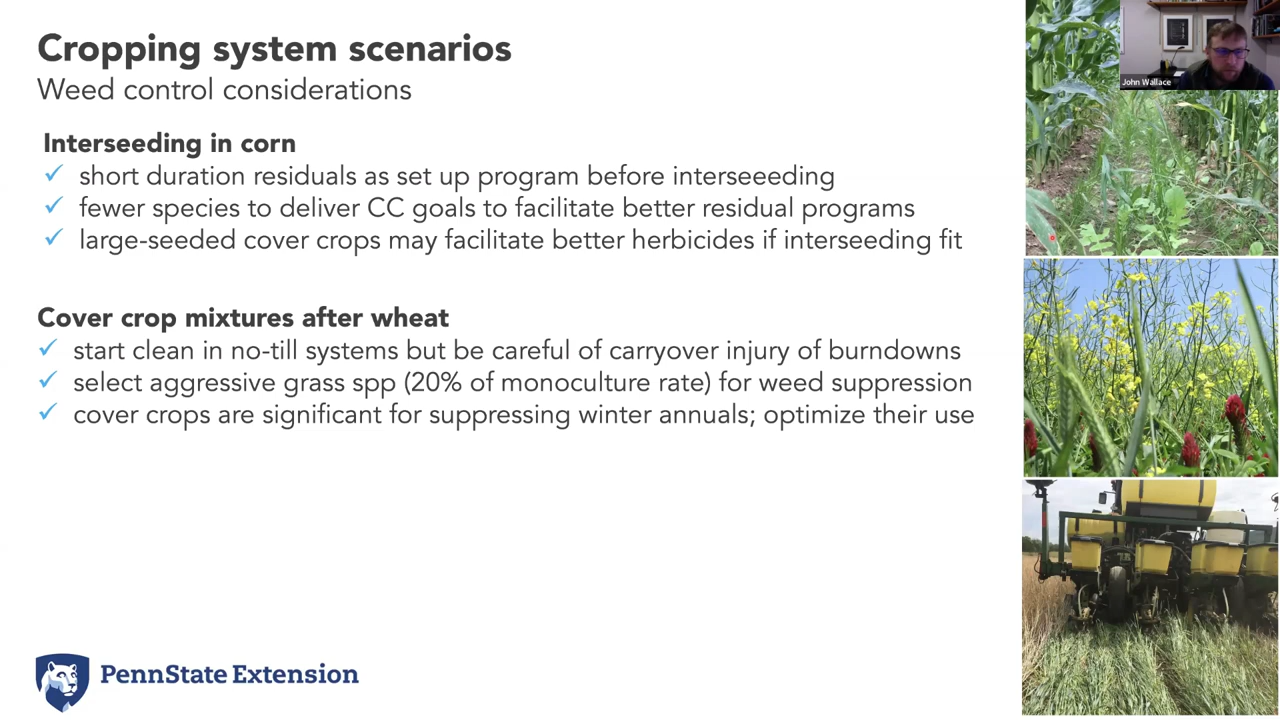 Cropping system scenarios
Weed control considerations
Interseeding in corn
✓ short duration residuals as set up program before interseeeding
✓ fewer species to deliver CC goals to facilitate better residual programs
✓ large-seeded cover crops may facilitate better herbicides if interseeding fit
Cover crop mixtures after wheat
✓ start clean in no-till systems but be careful of carryover injury of burndowns
✓ select aggressive grass spp (20% of monoculture rate) for weed suppression
✓ cover crops are significant for suppressing winter annuals; optimize their use
PennState Extension
John Wallace